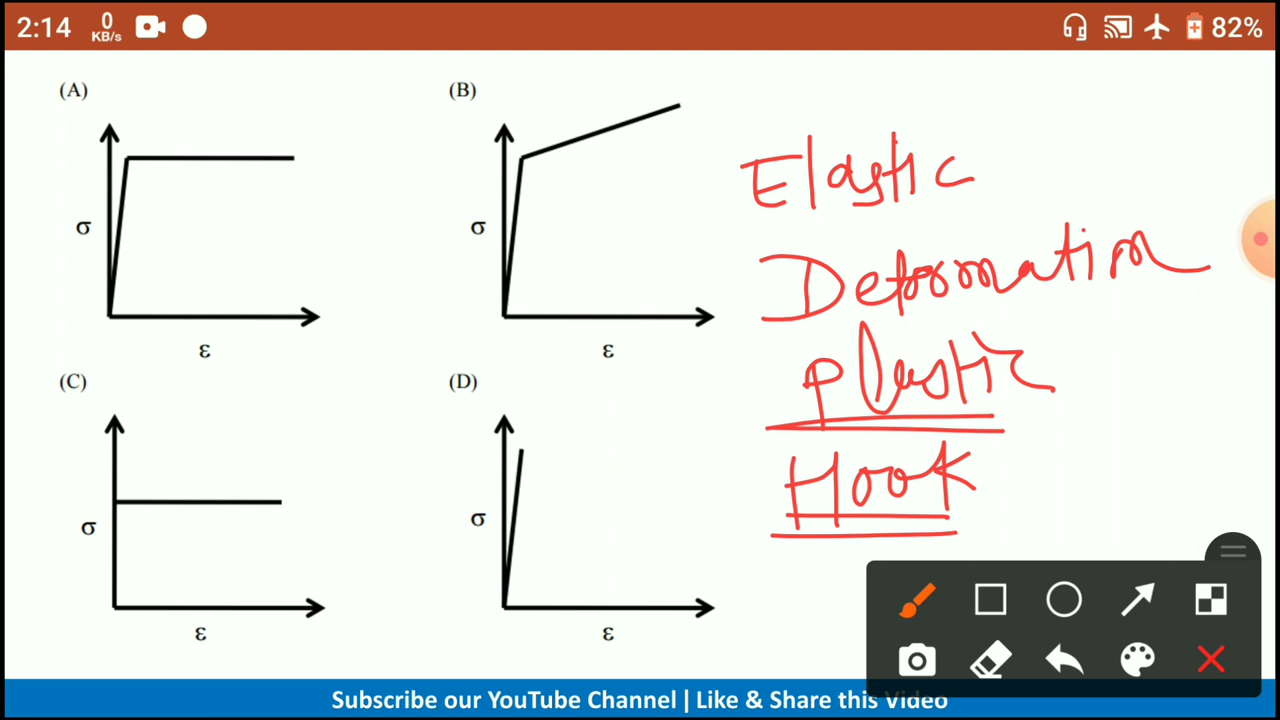 2:14 0 KB/s 82%
(A)
(B)
σ
σ
ε
ε
(C)
(D)
σ
σ
ε
ε
Elastic
Deformation
Plastic
Hook
Subscribe our YouTube Channel | Like & Share this Video